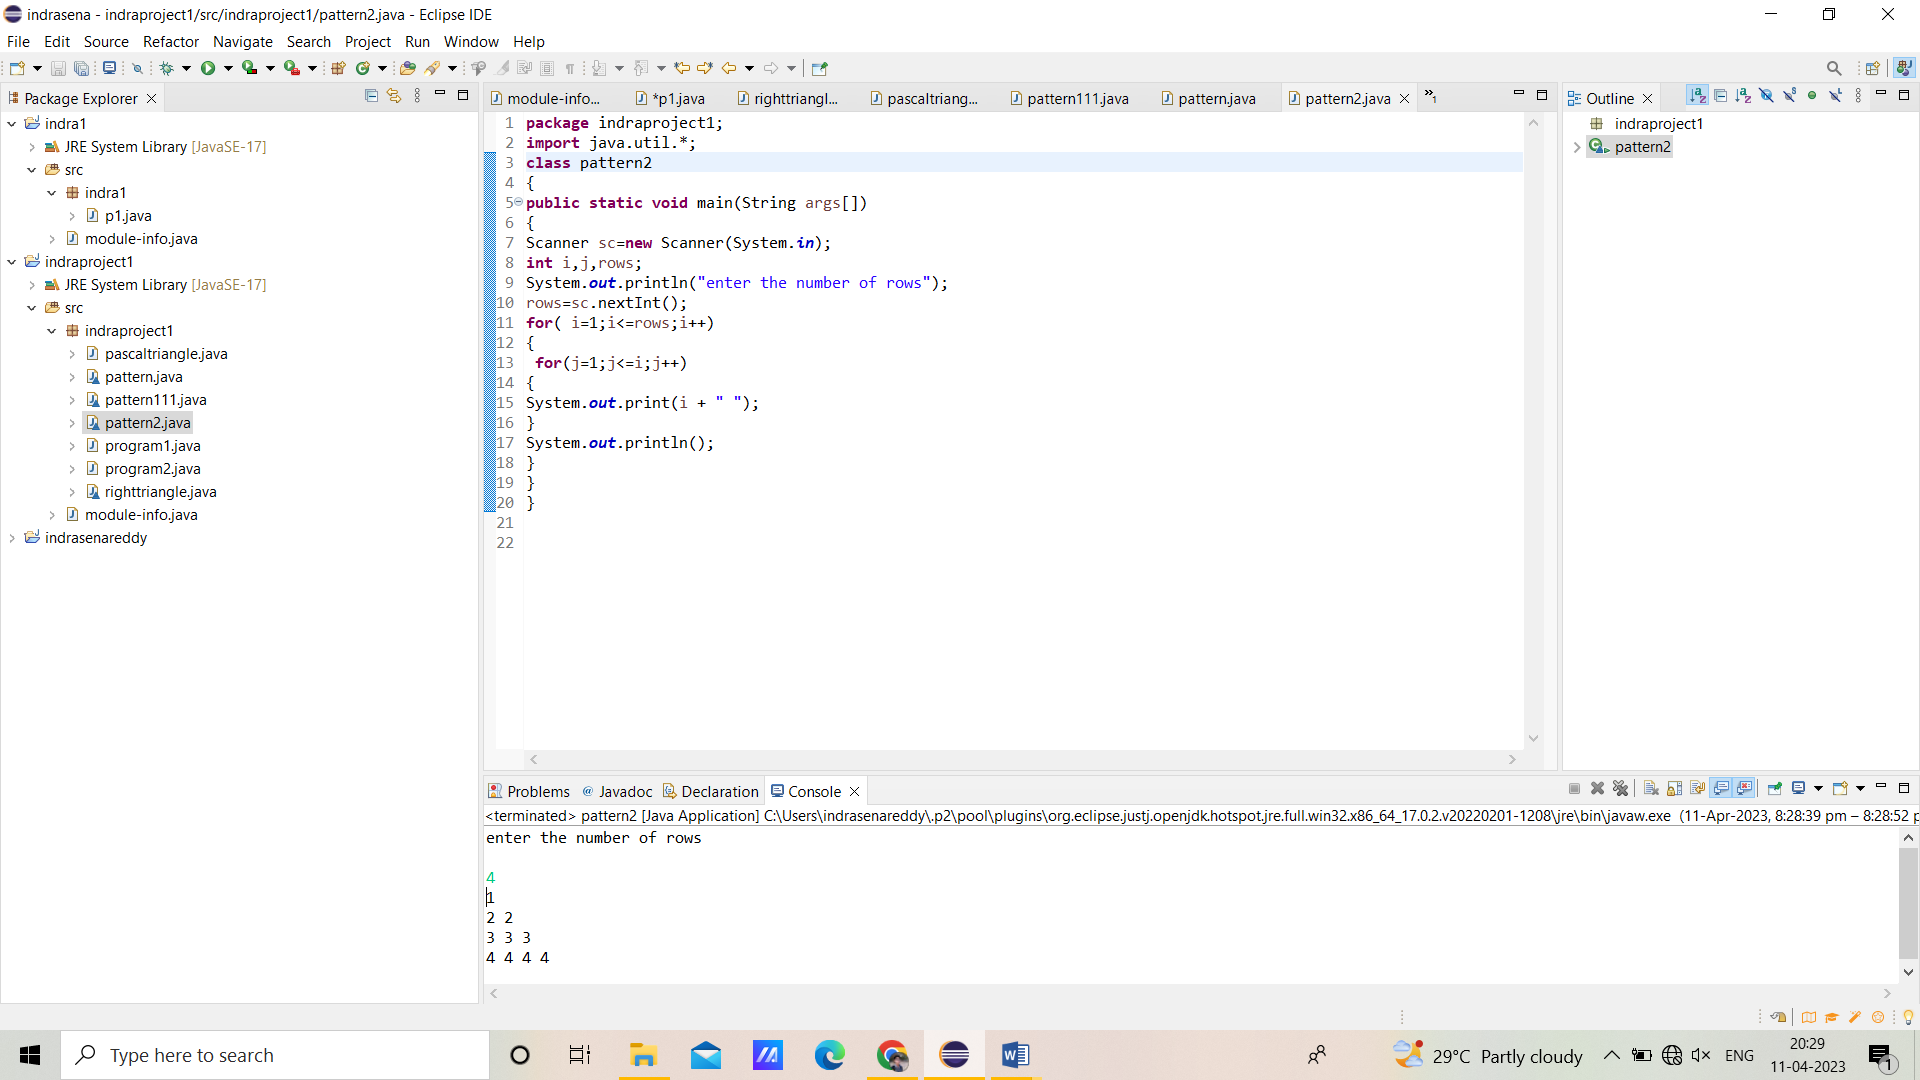 indrasena - indraproject1/src/indraproject1/pattern2.java - Eclipse IDE
File Edit Source Refactor Navigate Search Project Run Window Help
Package Explorer
indra1
JRE System Library [JavaSE-17]
src
indra1
p1.java
module-info.java
indraproject1
JRE System Library [JavaSE-17]
src
indraproject1
pascaltriangle.java
pattern.java
pattern111.java
pattern2.java
program1.java
program2.java
righttriangle.java
module-info.java
indrasenareddy
module-info... *p1.java righttriangl... pascaltriang... pattern111.java pattern.java pattern2.java »1
1 package indraproject1;
2 import java.util.*;
3 class pattern2
4 {
5 public static void main(String args[])
6 {
7 Scanner sc=new Scanner(System.in);
8 int i,j,rows;
9 System.out.println("enter the number of rows");
10 rows=sc.nextInt();
11 for( i=1;i<=rows;i++)
12 {
13  for(j=1;j<=i;j++)
14 {
15 System.out.print(i + " ");
16 }
17 System.out.println();
18 }
19 }
20 }
21
22
Outline
indraproject1
pattern2
Problems @ Javadoc Declaration Console
<terminated> pattern2 [Java Application] C:\Users\indrasenareddy\.p2\pool\plugins\org.eclipse.justj.openjdk.hotspot.jre.full.win32.x86_64_17.0.2.v20220201-1208\jre\bin\javaw.exe (11-Apr-2023, 8:28:39 pm – 8:28:52 p
enter the number of rows
4
1
2 2
3 3 3
4 4 4 4
Type here to search
29°C Partly cloudy
ENG
20:29
11-04-2023
1